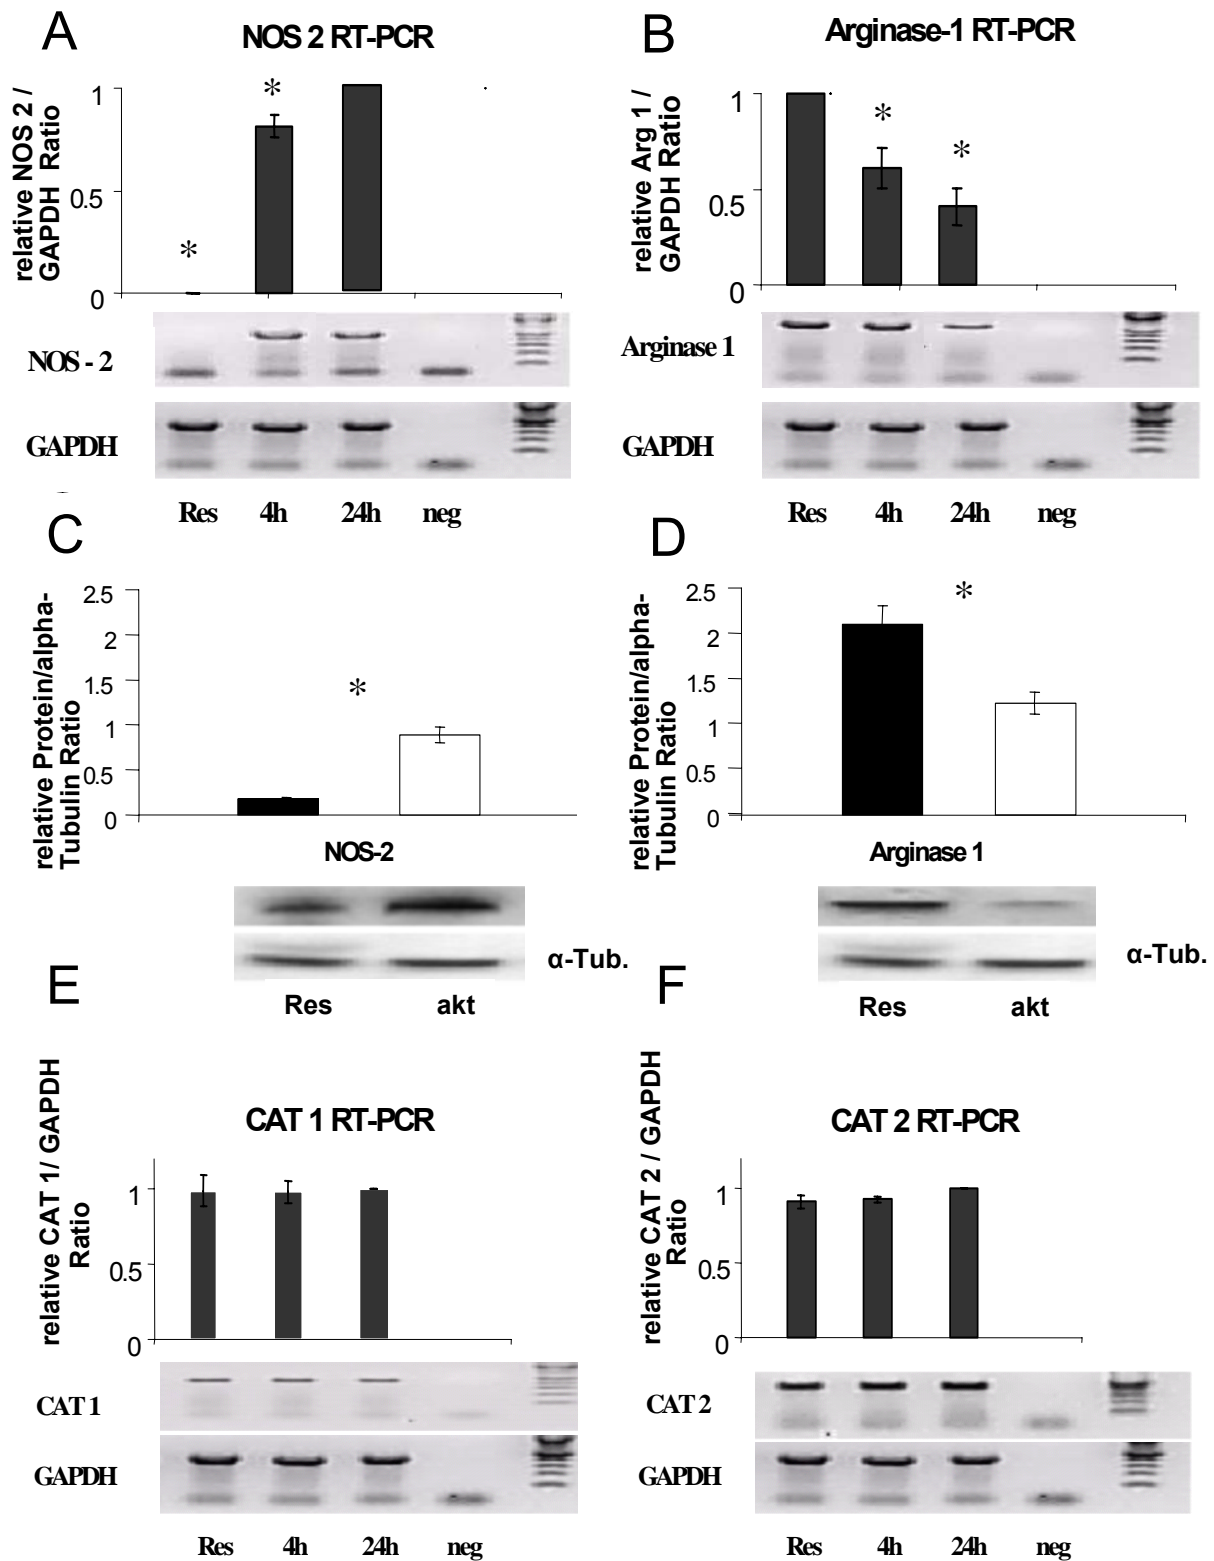 A
NOS 2 RT-PCR
relative NOS 2 /
GAPDH Ratio
1
0.5
0
*
*
NOS - 2
GAPDH
Res 4h 24h neg
B
Arginase-1 RT-PCR
relative Arg 1 /
GAPDH Ratio
1
0.5
0
*
*
Arginase 1
GAPDH
Res 4h 24h neg
C
relative Protein/alpha-
Tubulin Ratio
2.5
2
1.5
1
0.5
0
*
NOS-2
α-Tub.
Res akt
D
relative Protein/alpha-
Tubulin Ratio
2.5
2
1.5
1
0.5
0
*
Arginase 1
α-Tub.
Res akt
E
CAT 1 RT-PCR
relative CAT 1/ GAPDH
Ratio
1
0.5
0
CAT 1
GAPDH
Res 4h 24h neg
F
CAT 2 RT-PCR
relative CAT 2 / GAPDH
Ratio
1
0.5
0
CAT 2
GAPDH
Res 4h 24h neg